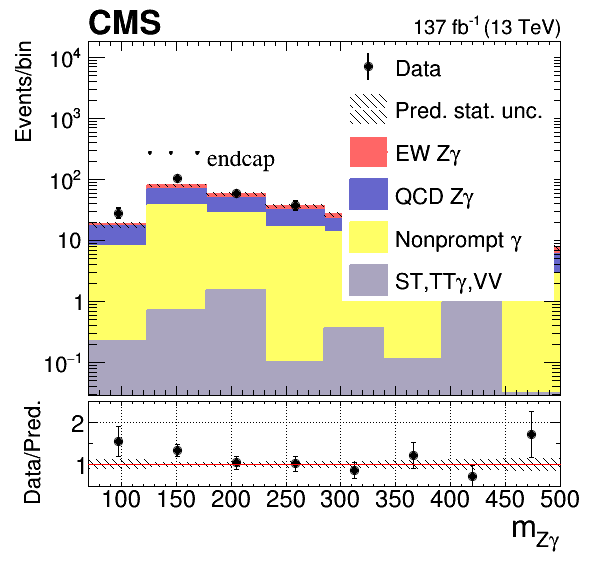 CMS 137 fb⁻¹ (13 TeV)
Events/bin
10⁴
10³
10²
10
1
10⁻¹
Data
Pred. stat. unc.
EW Zγ
QCD Zγ
Nonprompt γ
ST,TTγ,VV
endcap
Data/Pred.
2
1
100 150 200 250 300 350 400 450 500
m_Zγ